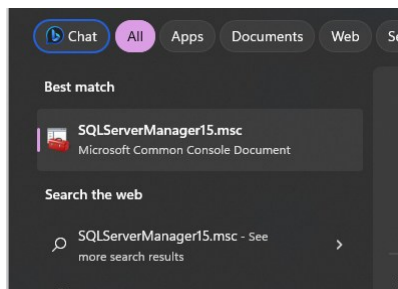 Chat All Apps Documents Web
Best match
SQLServerManager15.msc
Microsoft Common Console Document
Search the web
SQLServerManager15.msc - See
more search results